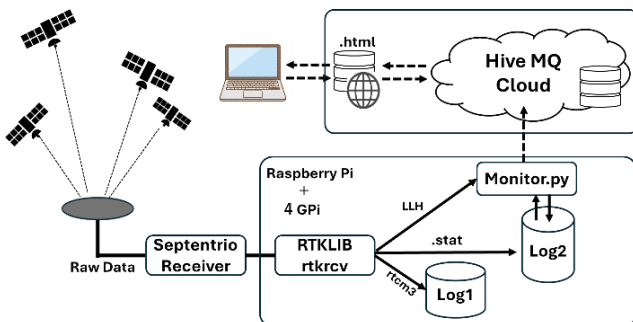 .html
Hive MQ
Cloud
Raspberry Pi
+
4 GPi
Monitor.py
LLH
Septentrio
Receiver
RTKLIB
rtkrcv
.stat
Log2
Raw Data
rtcm3
Log1